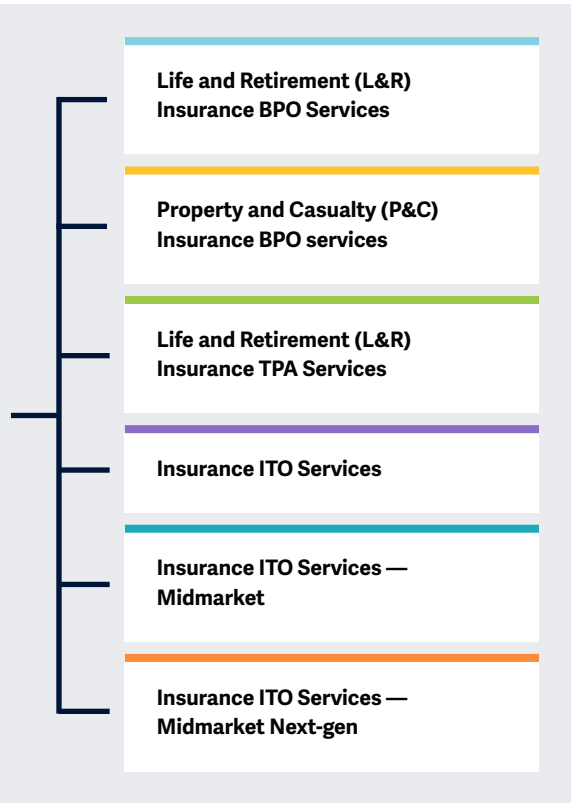 Life and Retirement (L&R)
Insurance BPO Services
Property and Casualty (P&C)
Insurance BPO services
Life and Retirement (L&R)
Insurance TPA Services
Insurance ITO Services
Insurance ITO Services —
Midmarket
Insurance ITO Services —
Midmarket Next-gen